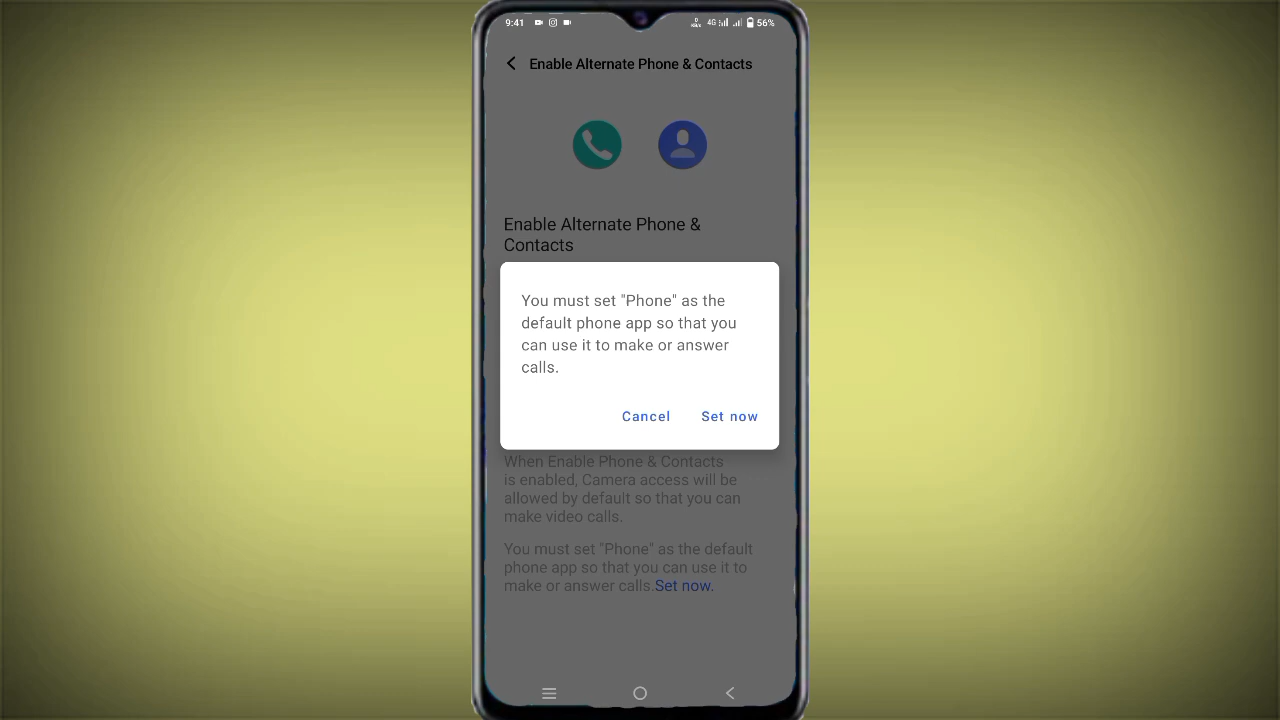 9:41
0
KB/s
4G
56%
Enable Alternate Phone & Contacts
Enable Alternate Phone &
Contacts
You must set "Phone" as the
default phone app so that you
can use it to make or answer
calls.
Cancel Set now
When Enable Phone & Contacts
is enabled, Camera access will be
allowed by default so that you can
make video calls.
You must set "Phone" as the default
phone app so that you can use it to
make or answer calls.Set now.